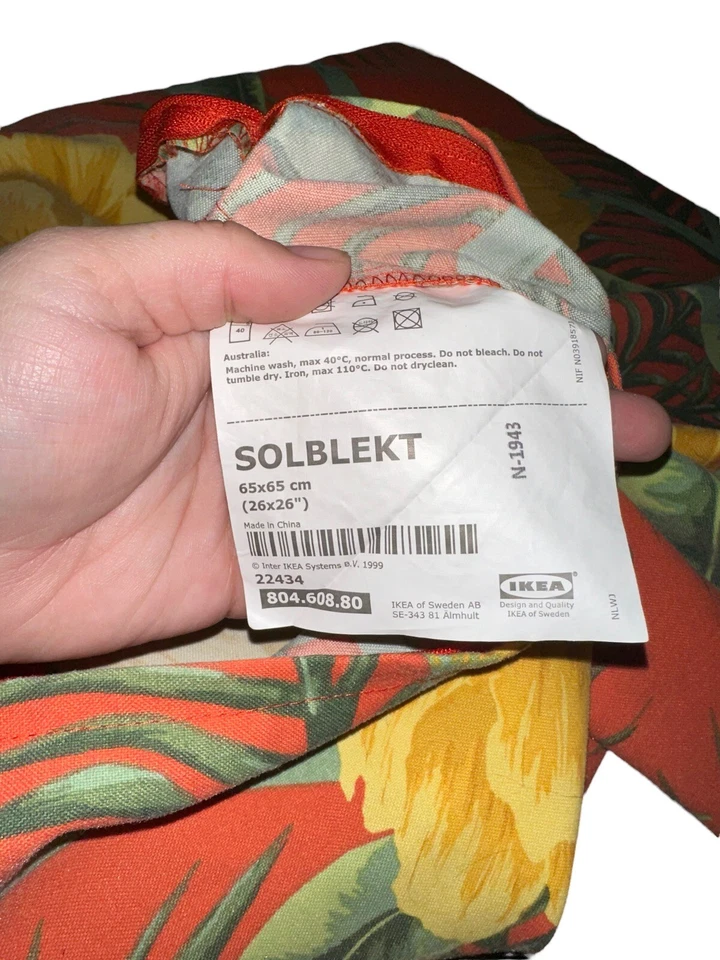 40
Australia:
Machine wash, max 40°C, normal process. Do not bleach. Do not
tumble dry. Iron, max 110°C. Do not dryclean.
SOLBLEKT
65x65 cm
(26x26")
N-1943
Made in China
© Inter IKEA Systems B.V. 1999
22434
804.608.80
IKEA of Sweden AB
SE-343 81 Älmhult
IKEA®
Design and Quality
IKEA of Sweden
NLWJ